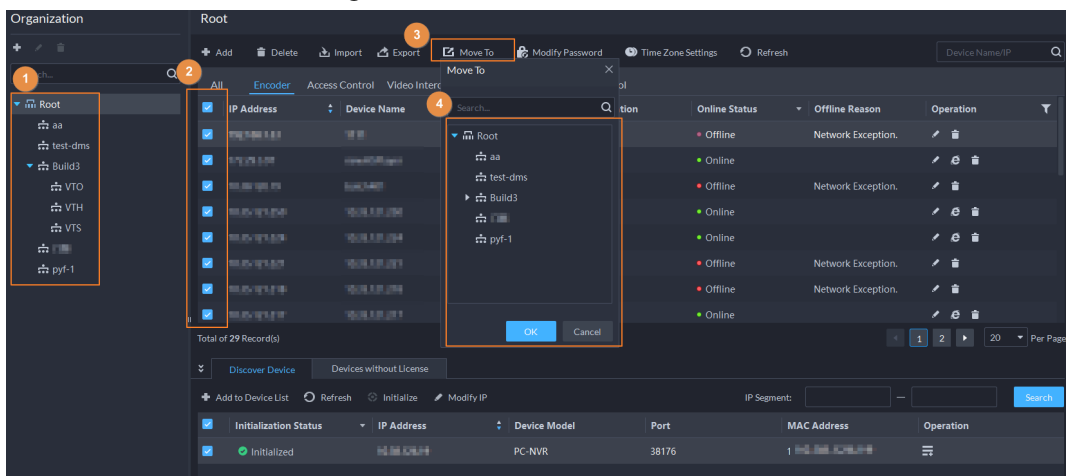 Organization
Root
3
Add Delete Import Export Move To Modify Password Time Zone Settings Refresh Device Name/IP
Move To
1
2
All Encoder Access Control
4
Search...
Root
aa
test-dms
Build3
VTO
VTH
VTS
pyf-1
IP Address Device Name Online Status Offline Reason Operation
Offline Network Exception.
Online
Offline Network Exception.
Online
Online
Offline Network Exception.
Offline Network Exception.
Online
Root
aa
test-dms
Build3
pyf-1
OK Cancel
Total of 29 Record(s) 1 2 20 Per Page
Discover Device Devices without License
Add to Device List Refresh Initialize Modify IP IP Segment: — Search
Initialization Status IP Address Device Model Port MAC Address Operation
Initialized PC-NVR 38176 1